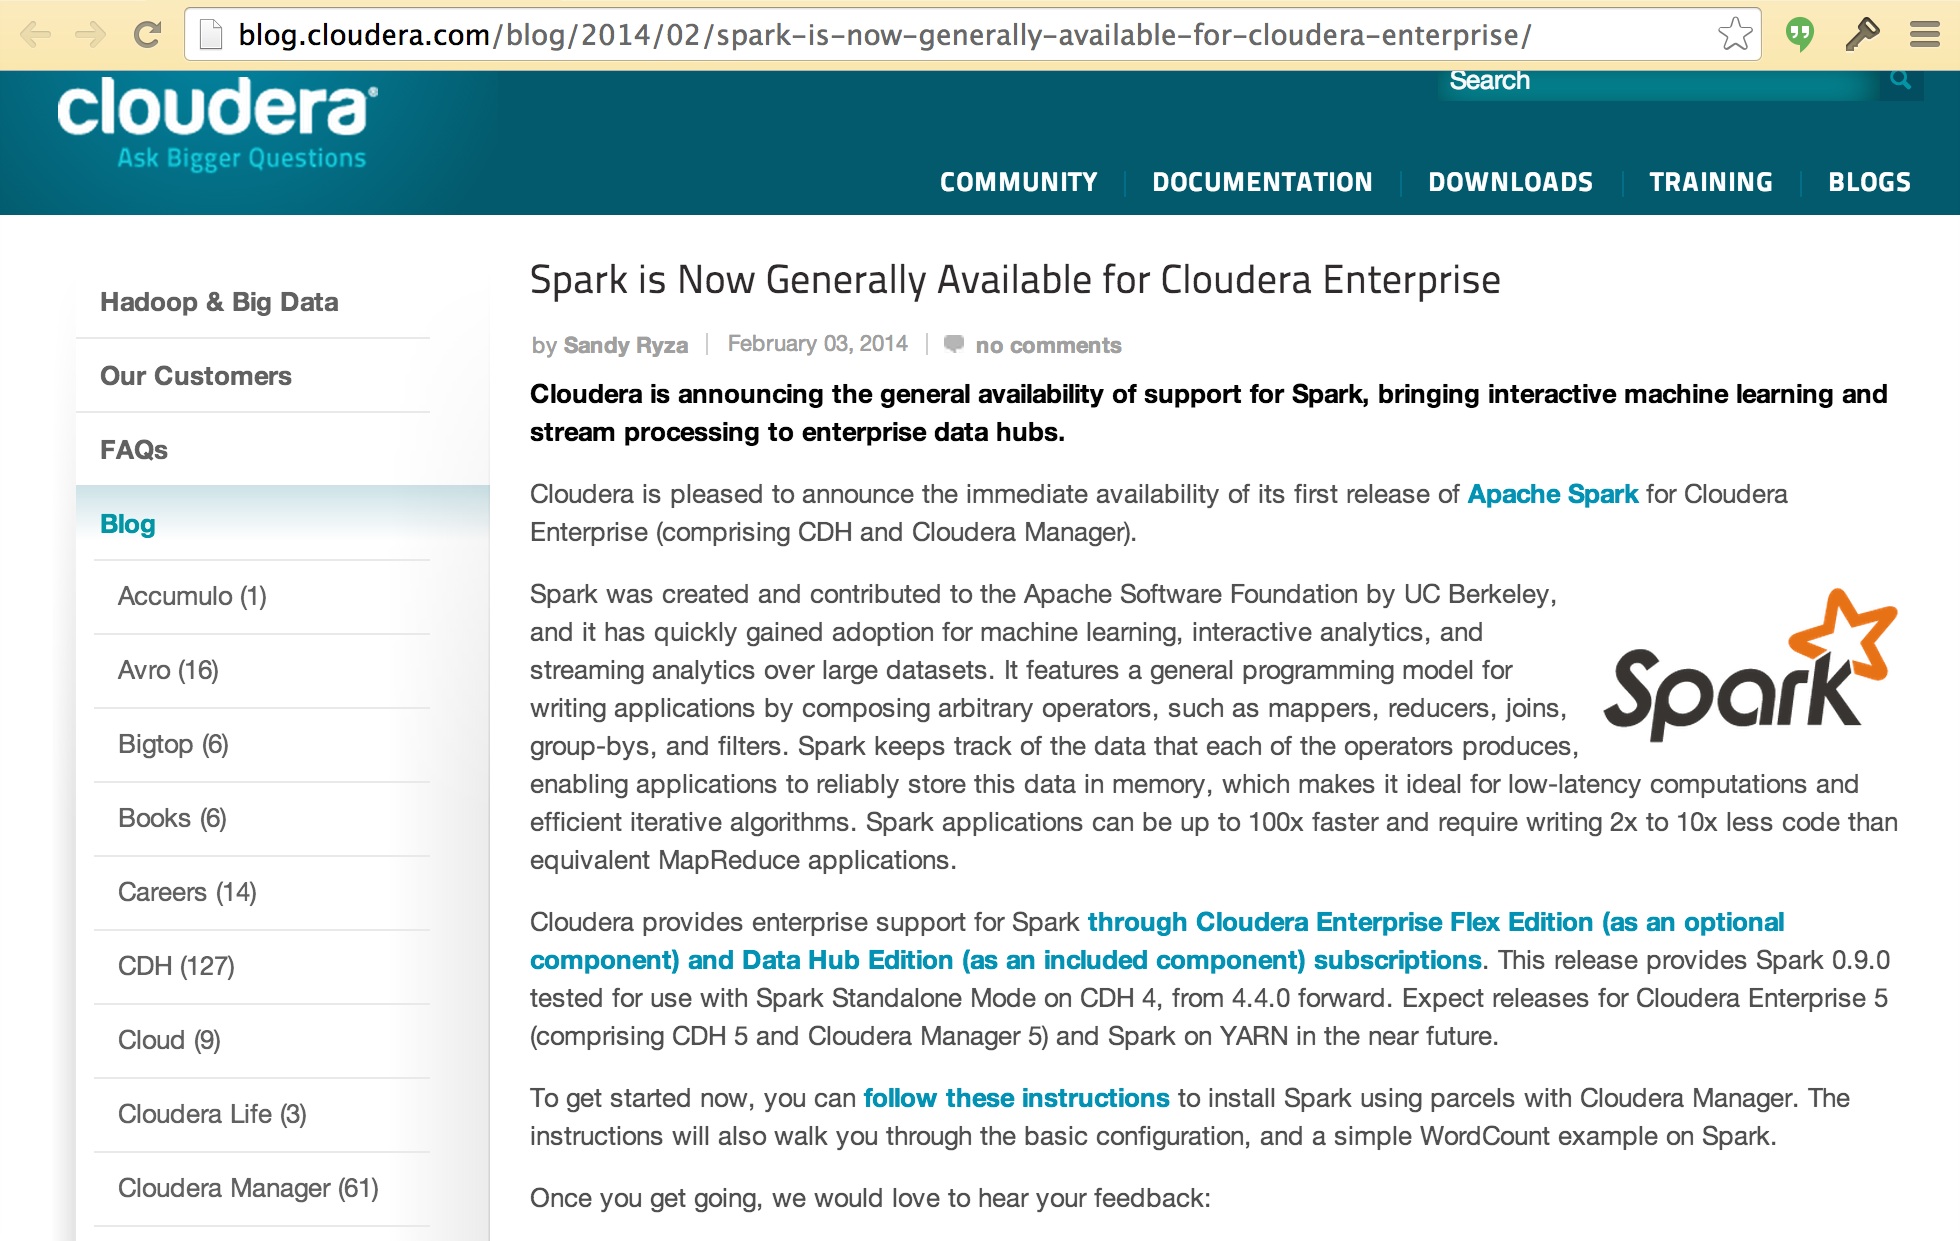 blog.cloudera.com/blog/2014/02/spark-is-now-generally-available-for-cloudera-enterprise/
cloudera®
Ask Bigger Questions
Search
COMMUNITY DOCUMENTATION DOWNLOADS TRAINING BLOGS
Hadoop & Big Data
Our Customers
FAQs
Blog
Accumulo (1)
Avro (16)
Bigtop (6)
Books (6)
Careers (14)
CDH (127)
Cloud (9)
Cloudera Life (3)
Cloudera Manager (61)
Spark is Now Generally Available for Cloudera Enterprise
by Sandy Ryza | February 03, 2014 | no comments
Cloudera is announcing the general availability of support for Spark, bringing interactive machine learning and
stream processing to enterprise data hubs.
Cloudera is pleased to announce the immediate availability of its first release of Apache Spark for Cloudera
Enterprise (comprising CDH and Cloudera Manager).
Spark was created and contributed to the Apache Software Foundation by UC Berkeley,
and it has quickly gained adoption for machine learning, interactive analytics, and
streaming analytics over large datasets. It features a general programming model for
writing applications by composing arbitrary operators, such as mappers, reducers, joins,
group-bys, and filters. Spark keeps track of the data that each of the operators produces,
enabling applications to reliably store this data in memory, which makes it ideal for low-latency computations and
efficient iterative algorithms. Spark applications can be up to 100x faster and require writing 2x to 10x less code than
equivalent MapReduce applications.
Spark
Cloudera provides enterprise support for Spark through Cloudera Enterprise Flex Edition (as an optional
component) and Data Hub Edition (as an included component) subscriptions. This release provides Spark 0.9.0
tested for use with Spark Standalone Mode on CDH 4, from 4.4.0 forward. Expect releases for Cloudera Enterprise 5
(comprising CDH 5 and Cloudera Manager 5) and Spark on YARN in the near future.
To get started now, you can follow these instructions to install Spark using parcels with Cloudera Manager. The
instructions will also walk you through the basic configuration, and a simple WordCount example on Spark.
Once you get going, we would love to hear your feedback: